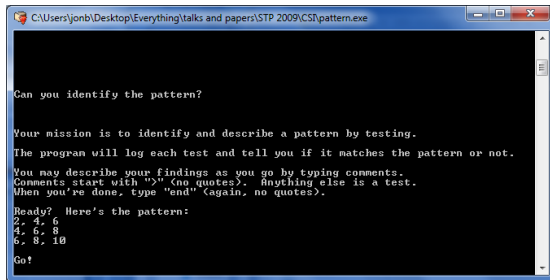 C:\Users\jonb\Desktop\Everything\talks and papers\STP 2009\CSI\pattern.exe
Can you identify the pattern?
Your mission is to identify and describe a pattern by testing.
The program will log each test and tell you if it matches the pattern or not.
You may describe your findings as you go by typing comments.
Comments start with ">" (no quotes).  Anything else is a test.
When you're done, type "end" (again, no quotes).
Ready?  Here's the pattern:
2, 4, 6
4, 6, 8
6, 8, 10
Go!